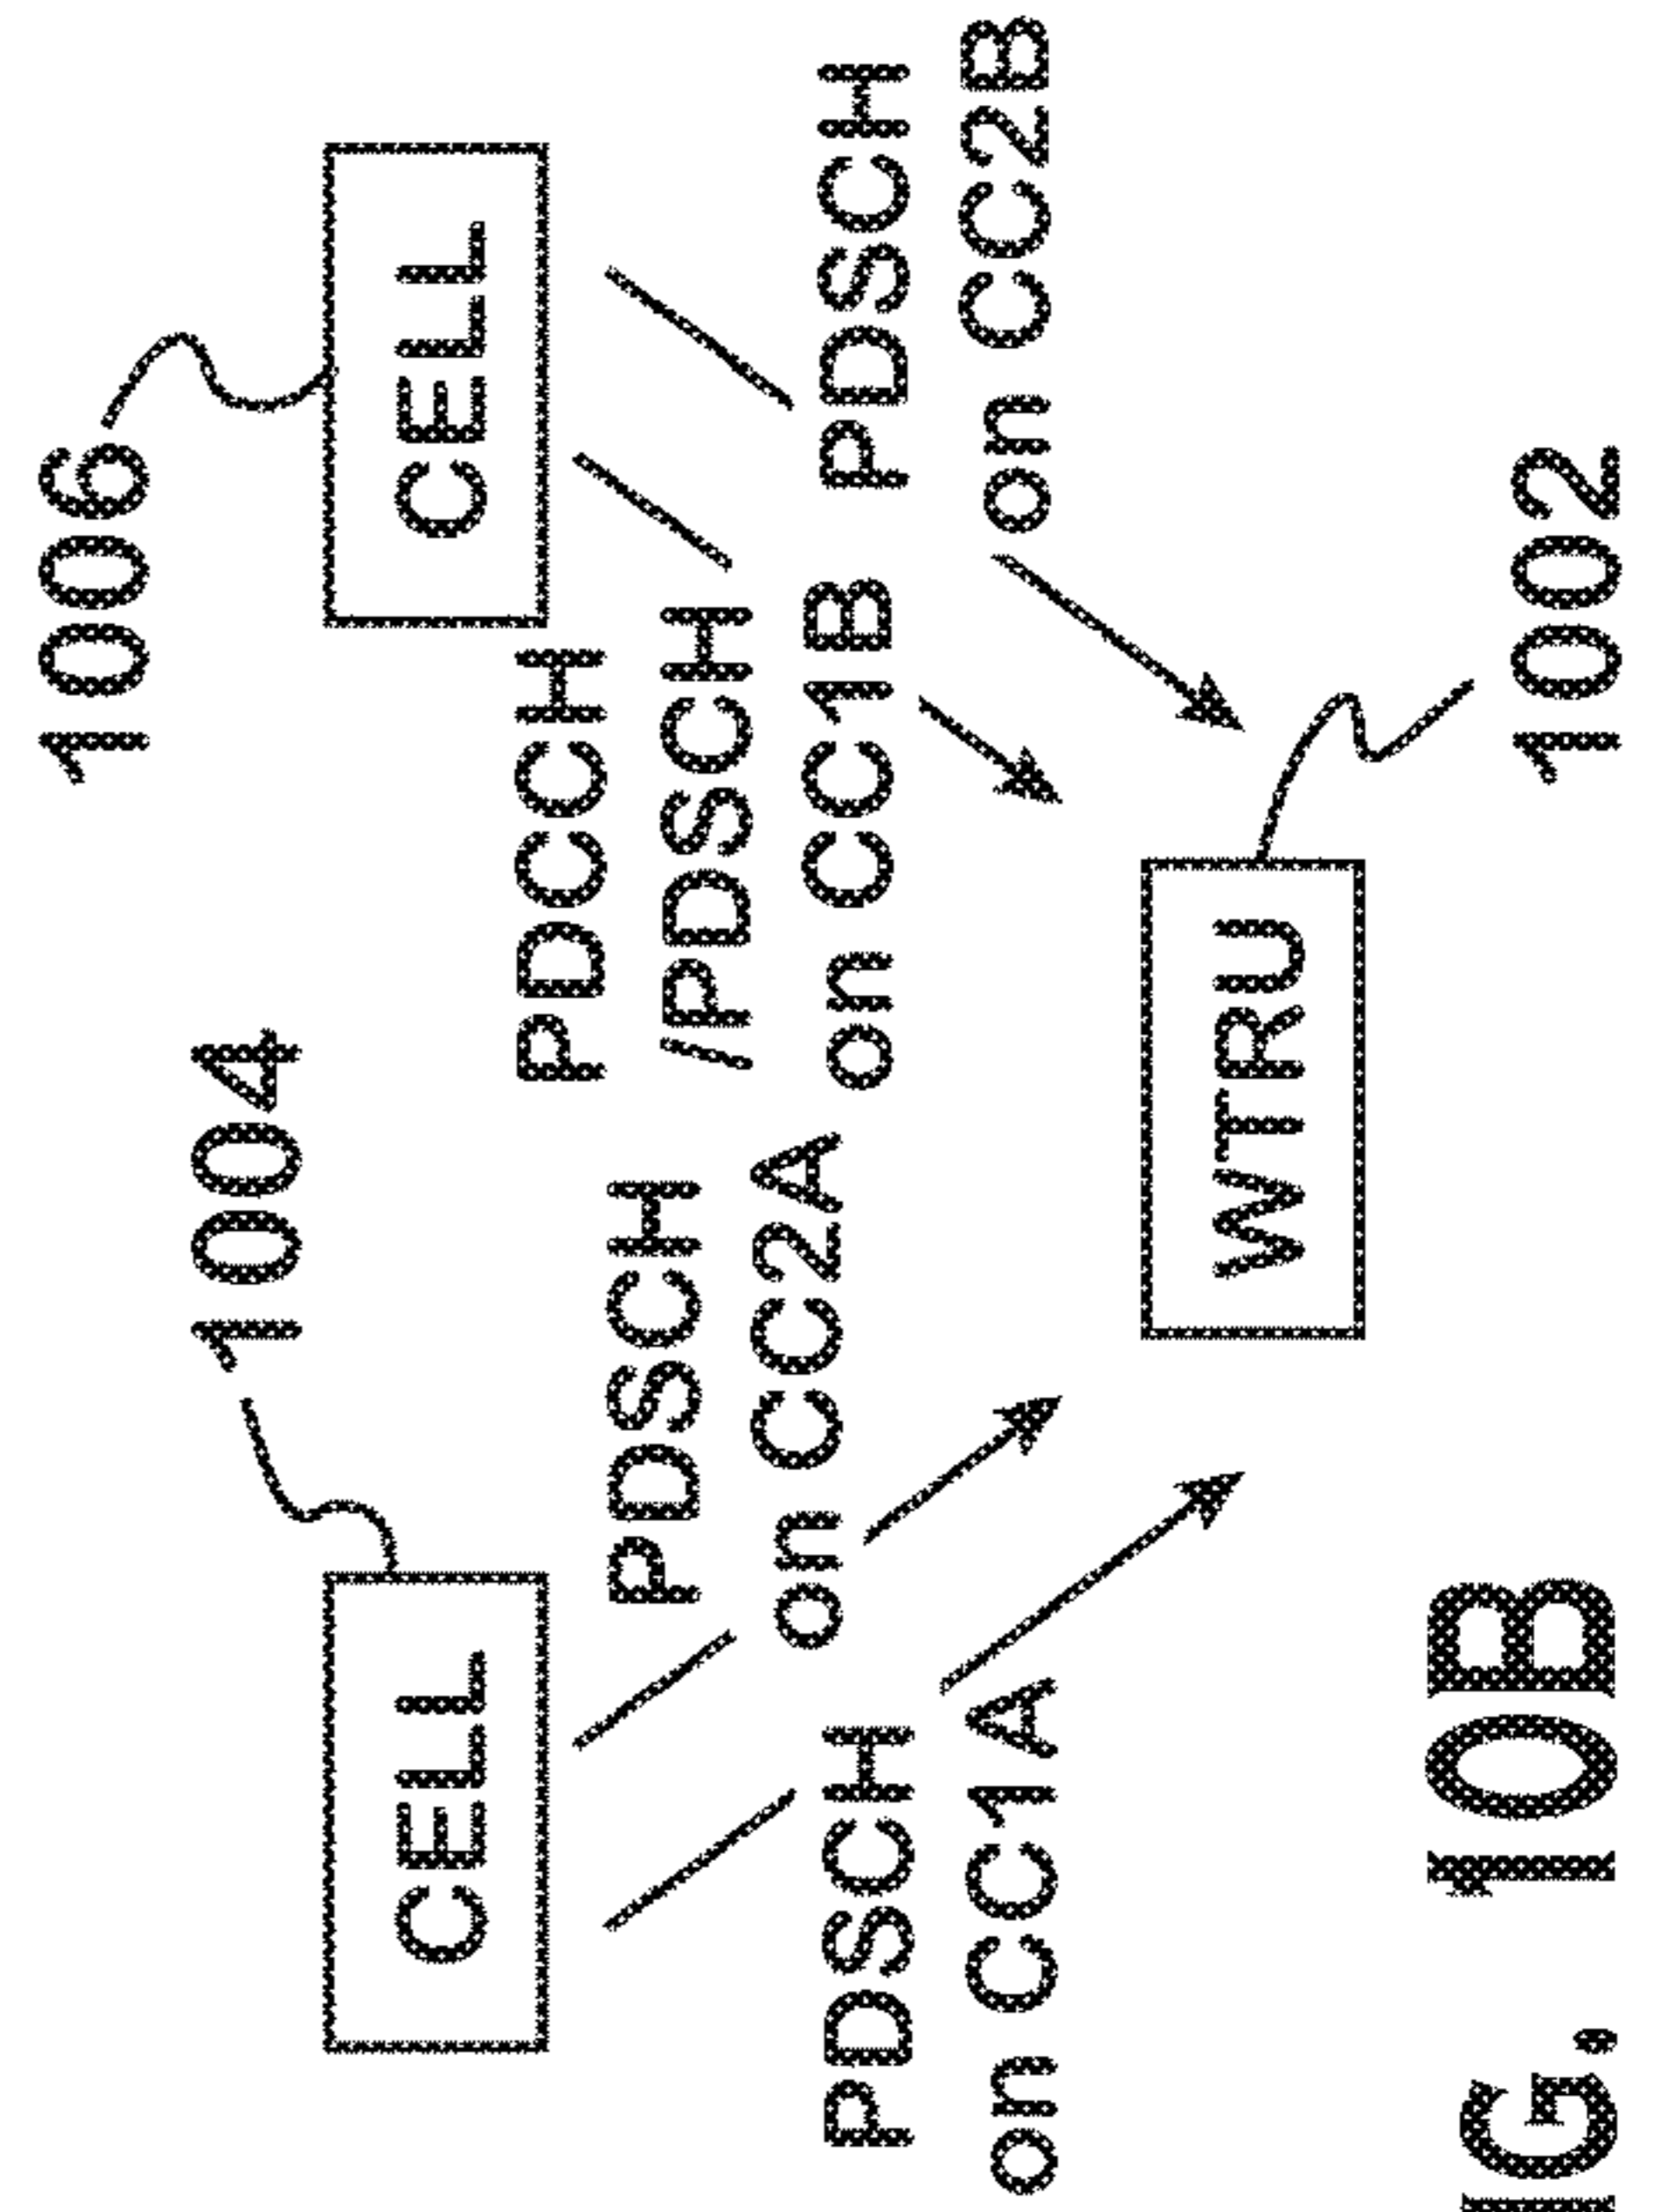 1006
1004
CELL
CELL
PDCCH
/PDSCH
on CC1B
PDSCH
on CC2A
PDSCH
on CC1A
PDSCH
on CC2B
WTRU
1002
10B